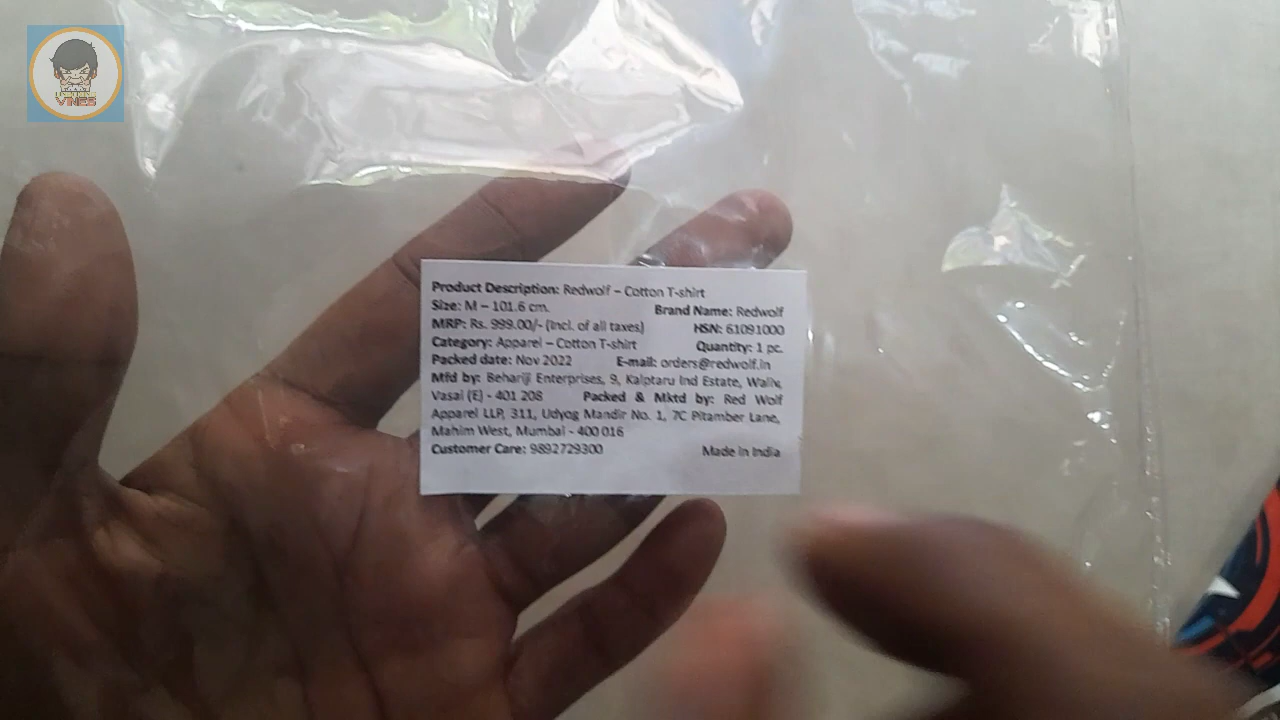 VINES
Product Description: Redwolf – Cotton T-shirt
Size: M – 101.6 cm. Brand Name: Redwolf
MRP: Rs. 999.00/- (Incl. of all taxes) HSN: 61091000
Category: Apparel – Cotton T-shirt Quantity: 1 pc.
Packed date: Nov 2022 E-mail: orders@redwolf.in
Mfd by: Beharij Enterprises, 9, Kalptaru Ind Estate, Waliv,
Vasai (E) - 401 208 Packed & Mktd by: Red Wolf
Apparel LLP, 311, Udyog Mandir No. 1, 7C Pitamber Lane,
Mahim West, Mumbai - 400 016
Customer Care: 9892729300 Made in India